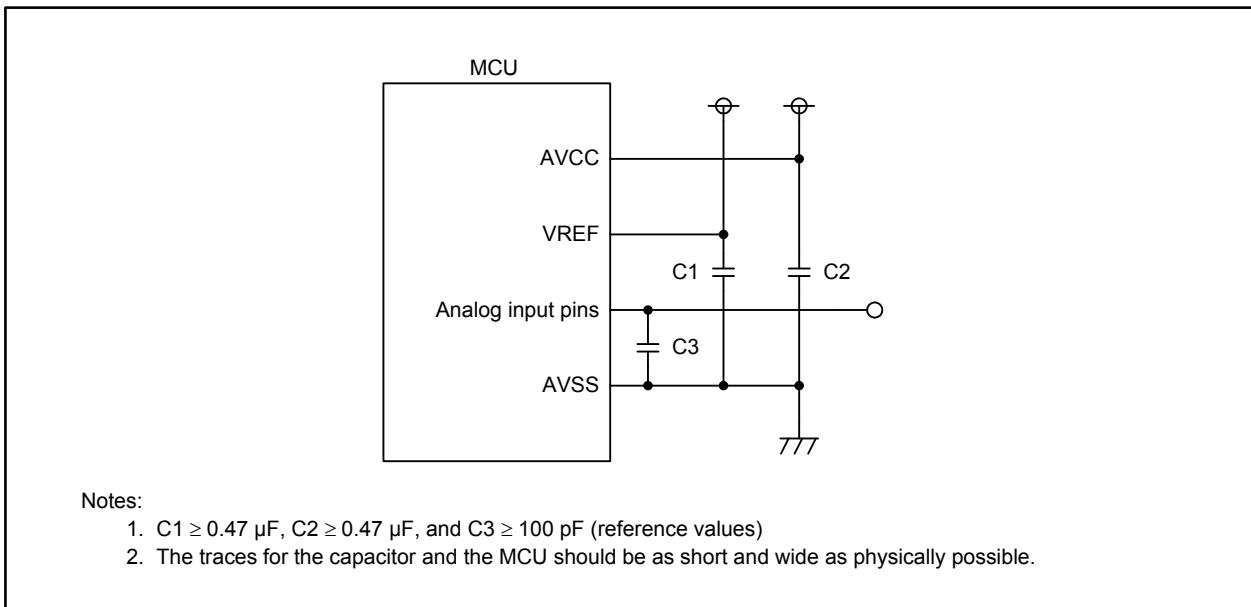 MCU
AVCC
VREF
C1
C2
Analog input pins
C3
AVSS
Notes:
1. C1 ≥ 0.47 µF, C2 ≥ 0.47 µF, and C3 ≥ 100 pF (reference values)
2. The traces for the capacitor and the MCU should be as short and wide as physically possible.